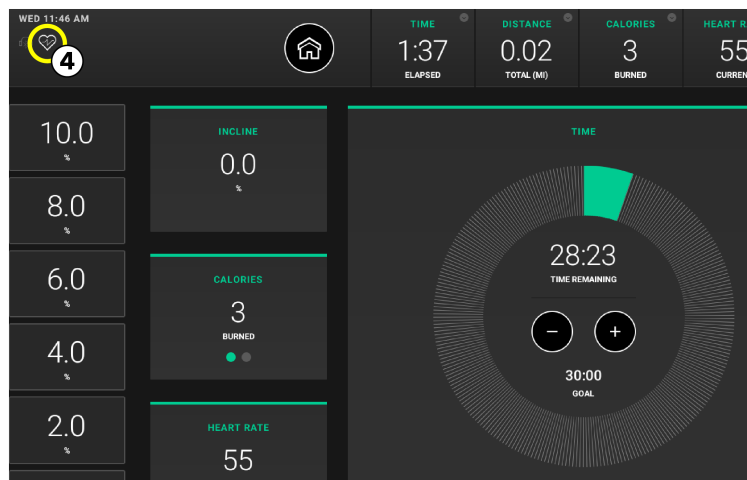 WED 11:46 AM
4
TIME
1:37
ELAPSED
DISTANCE
0.02
TOTAL (MI)
CALORIES
3
BURNED
HEART R
55
CURREN
10.0
%
8.0
%
6.0
%
4.0
%
2.0
%
INCLINE
0.0
%
CALORIES
3
BURNED
HEART RATE
55
TIME
28:23
TIME REMAINING
− +
30:00
GOAL